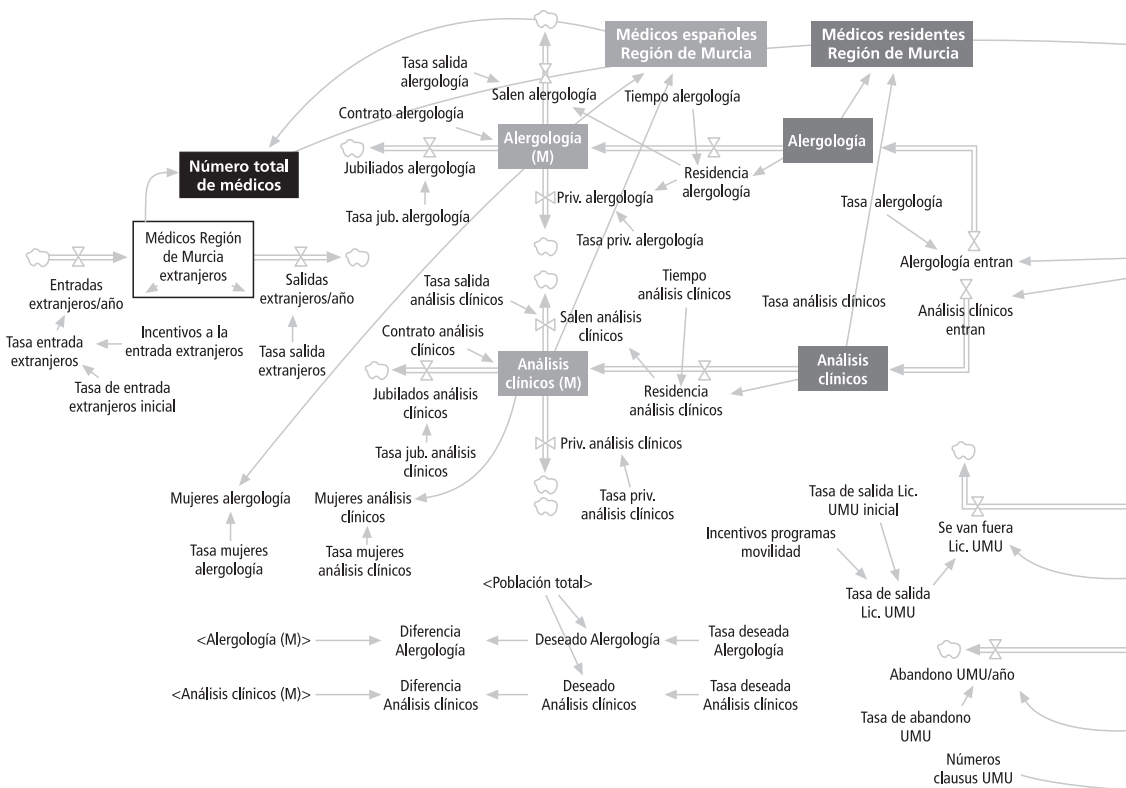 Médicos españoles
Región de Murcia
Médicos residentes
Región de Murcia
Tasa salida
alergología
Salen alergología
Tiempo alergología
Contrato alergología
Alergología
(M)
Alergología
Número total
de médicos
Jubiliados alergología
Residencia
alergología
Priv. alergología
Tasa jub. alergología
Tasa alergología
Médicos Región
de Murcia
extranjeros
Tasa priv. alergología
Alergología entran
Entradas
extranjeros/año
Salidas
extranjeros/año
Tasa salida
análisis clínicos
Tiempo
análisis clínicos
Tasa análisis clínicos
Salen análisis
clínicos
Análisis clínicos
entran
Tasa entrada
extranjeros
Incentivos a la
entrada extranjeros
Contrato análisis
clínicos
Tasa salida
extranjeros
Análisis
clínicos (M)
Análisis
clínicos
Tasa de entrada
extranjeros inicial
Jubilados análisis
clínicos
Residencia
análisis clínicos
Tasa jub. análisis
clínicos
Priv. análisis clínicos
Mujeres alergología
Mujeres análisis
clínicos
Tasa priv.
análisis clínicos
Tasa de salida Lic.
UMU inicial
Tasa mujeres
alergología
Tasa mujeres
análisis clínicos
Incentivos programas
movilidad
Se van fuera
Lic. UMU
<Población total>
Tasa de salida
Lic. UMU
<Alergología (M)>
Diferencia
Alergología
Deseado Alergología
Tasa deseada
Alergología
<Análisis clínicos (M)>
Diferencia
Análisis clínicos
Deseado
Análisis clínicos
Tasa deseada
Análisis clínicos
Abandono UMU/año
Tasa de abandono
UMU
Números
clausus UMU